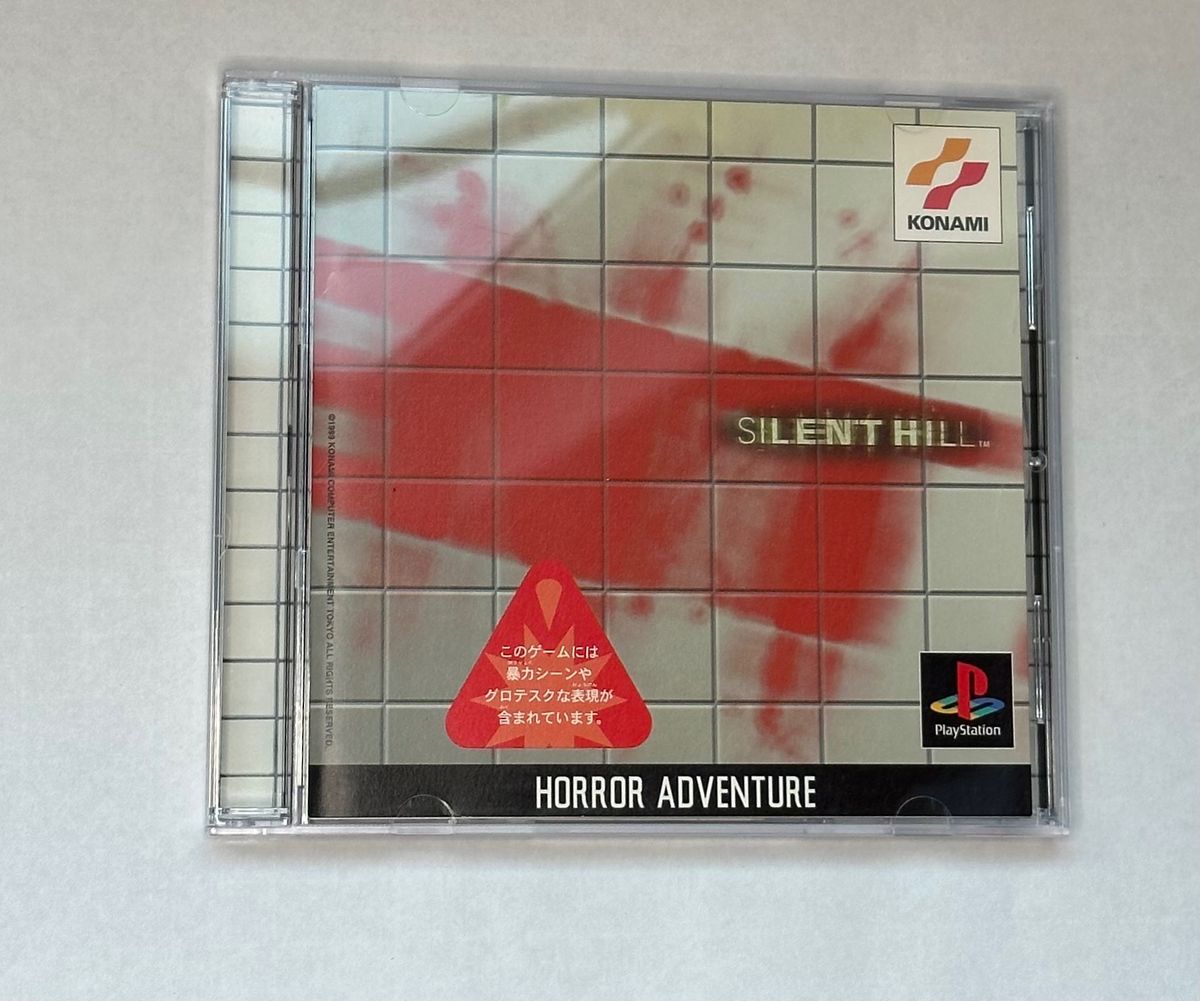 KONAMI
SILENT HILL™
©1999 KONAMI COMPUTER ENTERTAINMENT TOKYO ALL RIGHTS RESERVED.
このゲームには
暴力シーンや
グロテスクな表現が
含まれています。
PlayStation
HORROR ADVENTURE